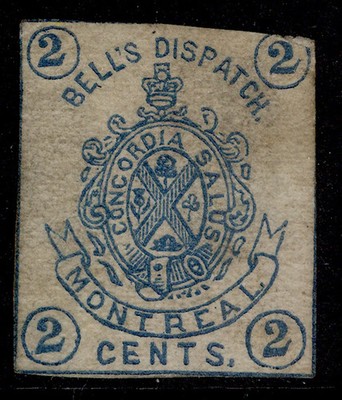 2 2
BELL'S DISPATCH.
CONCORDIA SALUS
MONTREAL
2 2
CENTS,